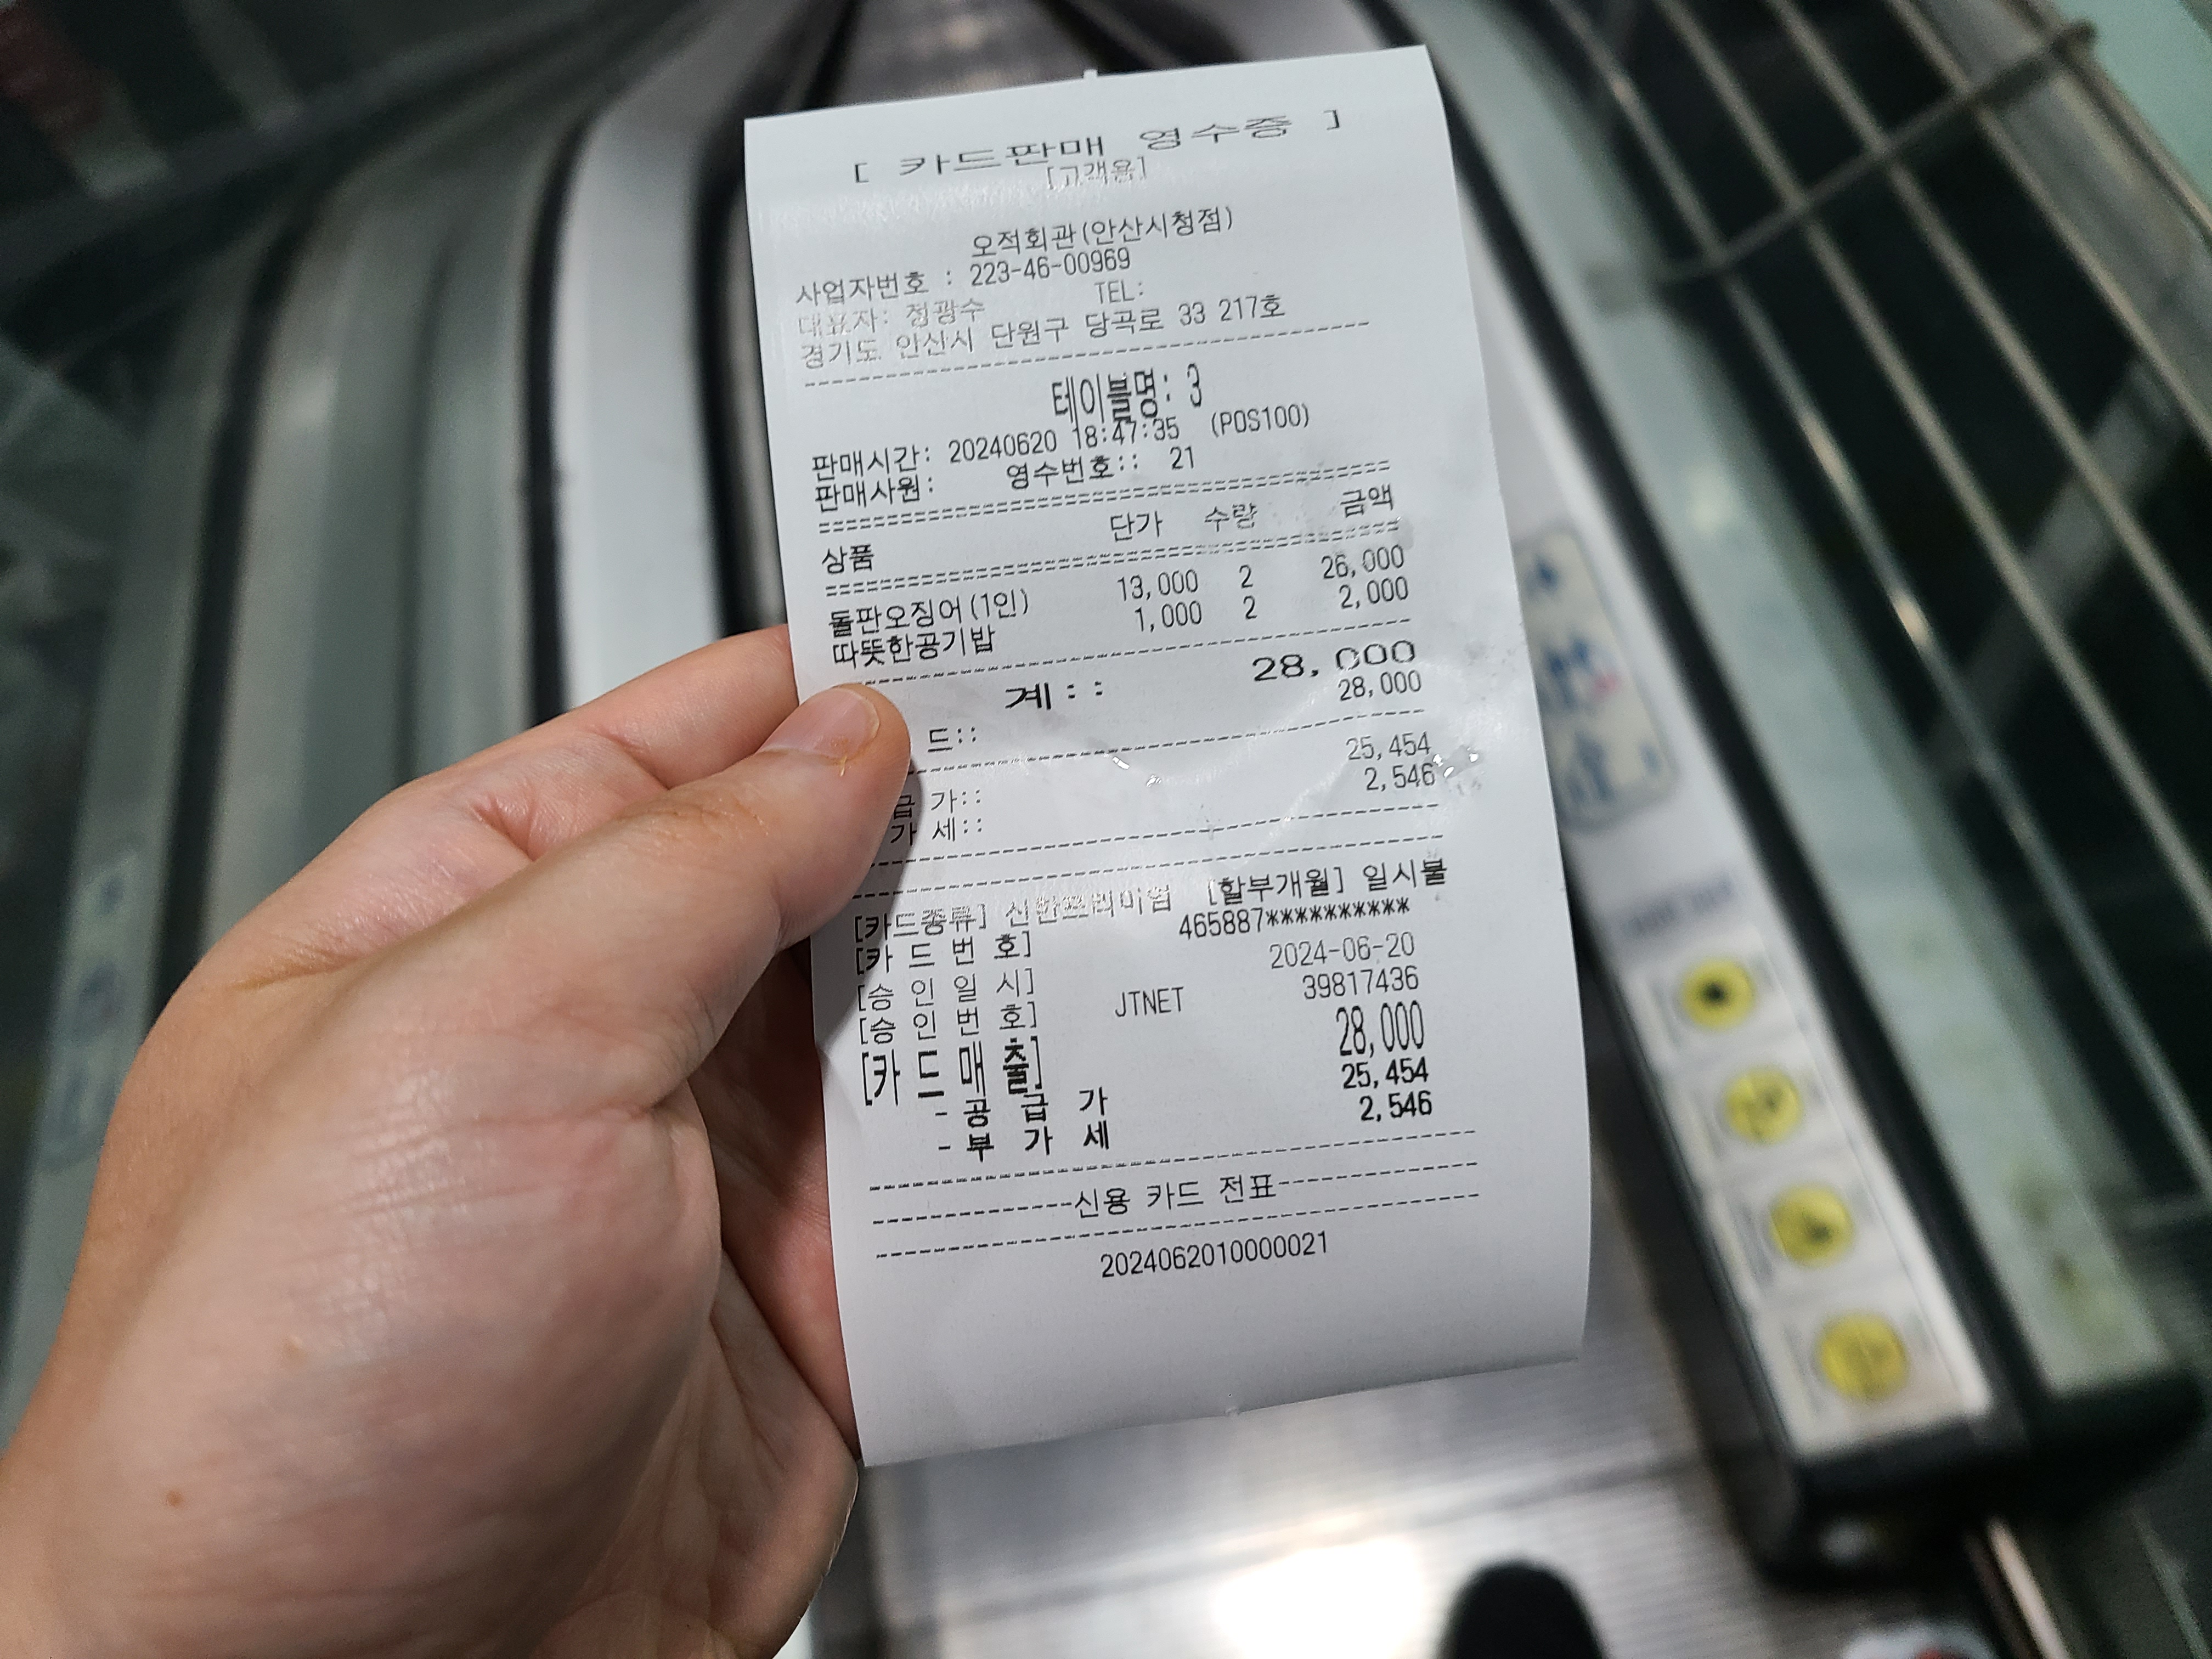 [ 카드판매 영수증 ]
[고객용]
오적회관(안산시청점)
사업자번호 : 223-46-00969
대표자: 정광수 TEL:
경기도 안산시 단원구 당곡로 33 217호
테이블명: 3
판매시간: 20240620 18:47:35 (POS100)
판매사원: 영수번호:: 21
상품 단가 수량 금액
돌판오징어(1인) 13,000 2 26,000
따뜻한공기밥 1,000 2 2,000
계:: 28,000
드:: 28,000
급 가:: 25,454
가 세:: 2,546
[카드종류] 신한프리미엄 [할부개월] 일시불
[카 드 번 호] 465887**********
[승 인 일 시] 2024-06-20
[승 인 번 호] JTNET 39817436
[카 드 매 출] 28,000
- 공 급 가 25,454
- 부 가 세 2,546
--------------신용 카드 전표--------------
2024062010000021